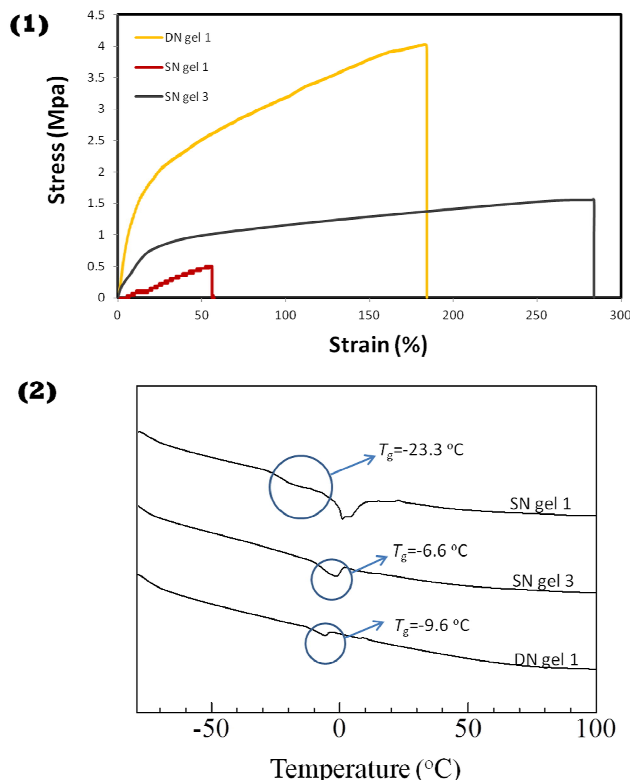 (1)
4.5
4
3.5
3
2.5
2
1.5
1
0.5
0
Stress (Mpa)
DN gel 1
SN gel 1
SN gel 3
0 50 100 150 200 250 300
Strain (%)
(2)
Tg=-23.3 °C
SN gel 1
Tg=-6.6 °C
SN gel 3
Tg=-9.6 °C
DN gel 1
-50 0 100
Temperature (°C)